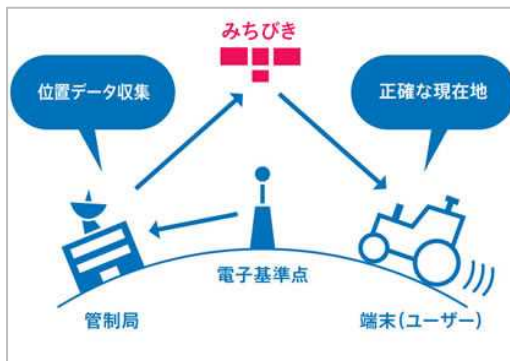 みちびき
位置データ収集
正確な現在地
電子基準点
管制局
端末(ユーザー)